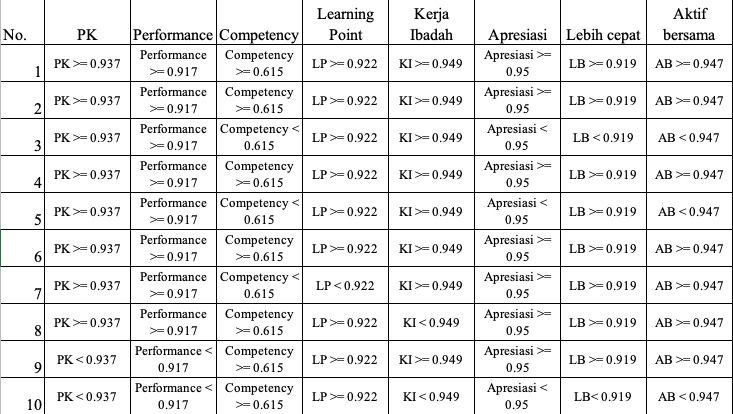 No. PK Performance Competency Learning Point Kerja Ibadah Apresiasi Lebih cepat Aktif bersama
1 PK >= 0.937 Performance >= 0.917 Competency >= 0.615 LP >= 0.922 KI >= 0.949 Apresiasi >= 0.95 LB >= 0.919 AB >= 0.947
2 PK >= 0.937 Performance >= 0.917 Competency >= 0.615 LP >= 0.922 KI >= 0.949 Apresiasi >= 0.95 LB >= 0.919 AB >= 0.947
3 PK >= 0.937 Performance >= 0.917 Competency < 0.615 LP >= 0.922 KI >= 0.949 Apresiasi < 0.95 LB < 0.919 AB < 0.947
4 PK >= 0.937 Performance >= 0.917 Competency >= 0.615 LP >= 0.922 KI >= 0.949 Apresiasi >= 0.95 LB >= 0.919 AB >= 0.947
5 PK >= 0.937 Performance >= 0.917 Competency < 0.615 LP >= 0.922 KI >= 0.949 Apresiasi < 0.95 LB >= 0.919 AB < 0.947
6 PK >= 0.937 Performance >= 0.917 Competency >= 0.615 LP >= 0.922 KI >= 0.949 Apresiasi >= 0.95 LB >= 0.919 AB >= 0.947
7 PK >= 0.937 Performance >= 0.917 Competency < 0.615 LP < 0.922 KI >= 0.949 Apresiasi >= 0.95 LB >= 0.919 AB >= 0.947
8 PK >= 0.937 Performance >= 0.917 Competency >= 0.615 LP >= 0.922 KI < 0.949 Apresiasi >= 0.95 LB >= 0.919 AB >= 0.947
9 PK < 0.937 Performance < 0.917 Competency >= 0.615 LP >= 0.922 KI >= 0.949 Apresiasi >= 0.95 LB >= 0.919 AB >= 0.947
10 PK < 0.937 Performance < 0.917 Competency >= 0.615 LP >= 0.922 KI < 0.949 Apresiasi < 0.95 LB< 0.919 AB < 0.947